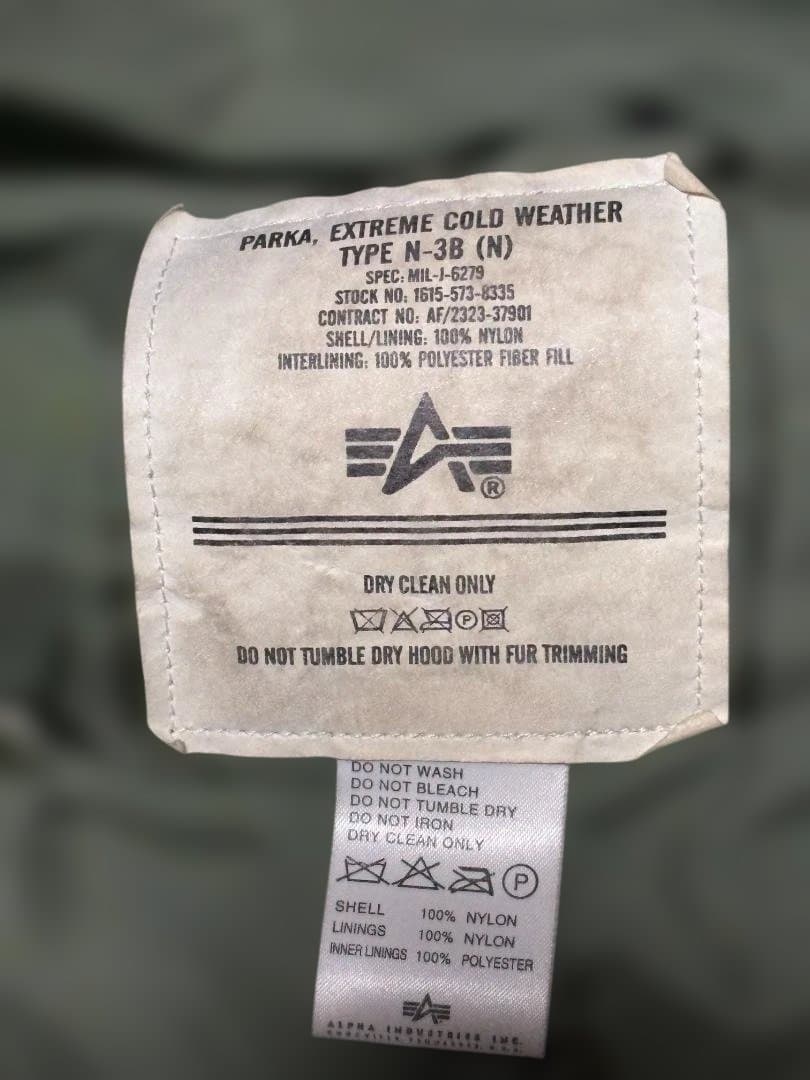 PARKA, EXTREME COLD WEATHER
TYPE N-3B (N)
SPEC: MIL-J-6279
STOCK NO: 1615-573-8335
CONTRACT NO: AF/2323-37901
SHELL/LINING: 100% NYLON
INTERLINING: 100% POLYESTER FIBER FILL
®
DRY CLEAN ONLY
P
DO NOT TUMBLE DRY HOOD WITH FUR TRIMMING
DO NOT WASH
DO NOT BLEACH
DO NOT TUMBLE DRY
DO NOT IRON
DRY CLEAN ONLY
P
SHELL 100% NYLON
LININGS 100% NYLON
INNER LININGS 100% POLYESTER
ALPHA INDUSTRIES INC.